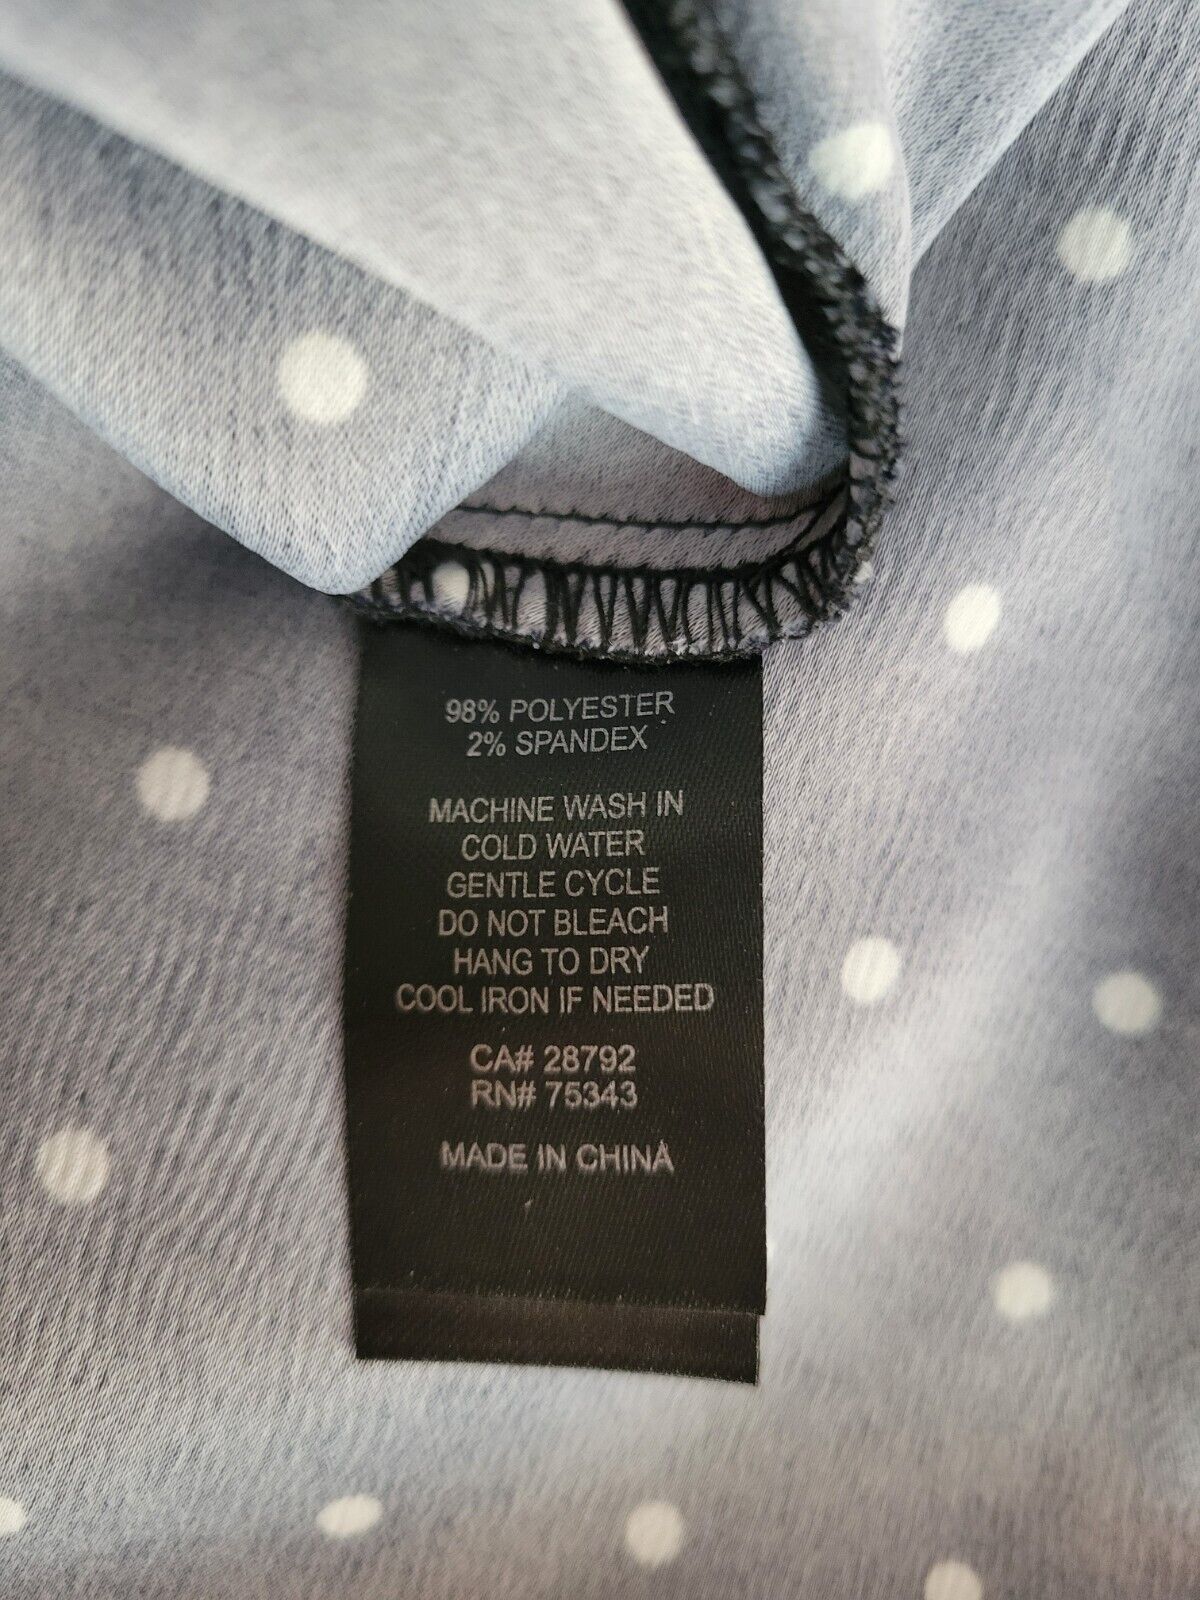 98% POLYESTER
2% SPANDEX
MACHINE WASH IN
COLD WATER
GENTLE CYCLE
DO NOT BLEACH
HANG TO DRY
COOL IRON IF NEEDED
CA# 28792
RN# 75343
MADE IN CHINA